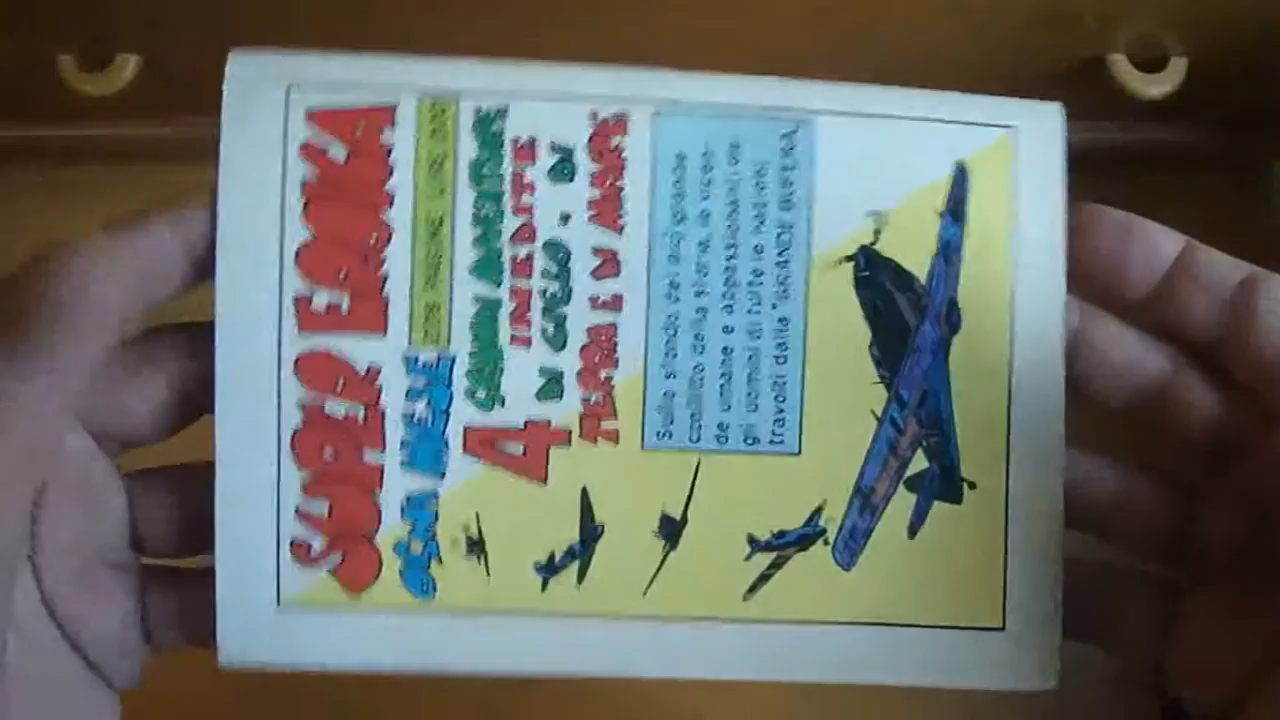 SUPER EROICA
OGNI MESE
4 GRANDI AVVENTURE
INEDITE
DI CIELO - DI
TERRA E DI MARE
Sullo sfondo del più grande
conflitto della storia, le vicen-
de umane e appassionanti de-
gli uomini di tutte le nazioni
travolti dalla "GRANDE GUERRA"